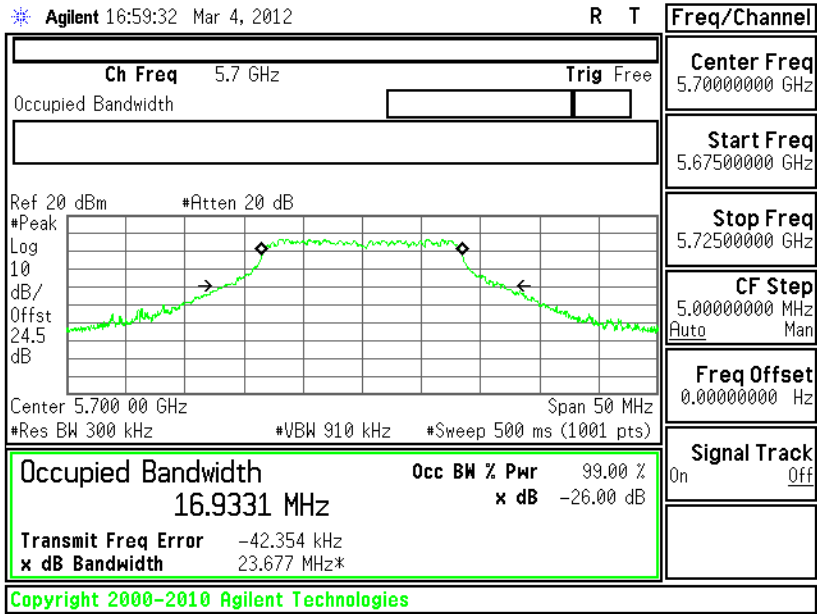 Agilent 16:59:32 Mar 4, 2012 R T Freq/Channel
Ch Freq 5.7 GHz Trig Free
Occupied Bandwidth
Center Freq
5.70000000 GHz
Start Freq
5.67500000 GHz
Stop Freq
5.72500000 GHz
CF Step
5.00000000 MHz
Auto Man
Freq Offset
0.00000000 Hz
Signal Track
On Off
Ref 20 dBm #Atten 20 dB
#Peak
Log
10
dB/
Offst
24.5
dB
Center 5.700 00 GHz Span 50 MHz
#Res BW 300 kHz #VBW 910 kHz #Sweep 500 ms (1001 pts)
Occupied Bandwidth Occ BW % Pwr 99.00 %
16.9331 MHz x dB -26.00 dB
Transmit Freq Error -42.354 kHz
x dB Bandwidth 23.677 MHz*
Copyright 2000-2010 Agilent Technologies